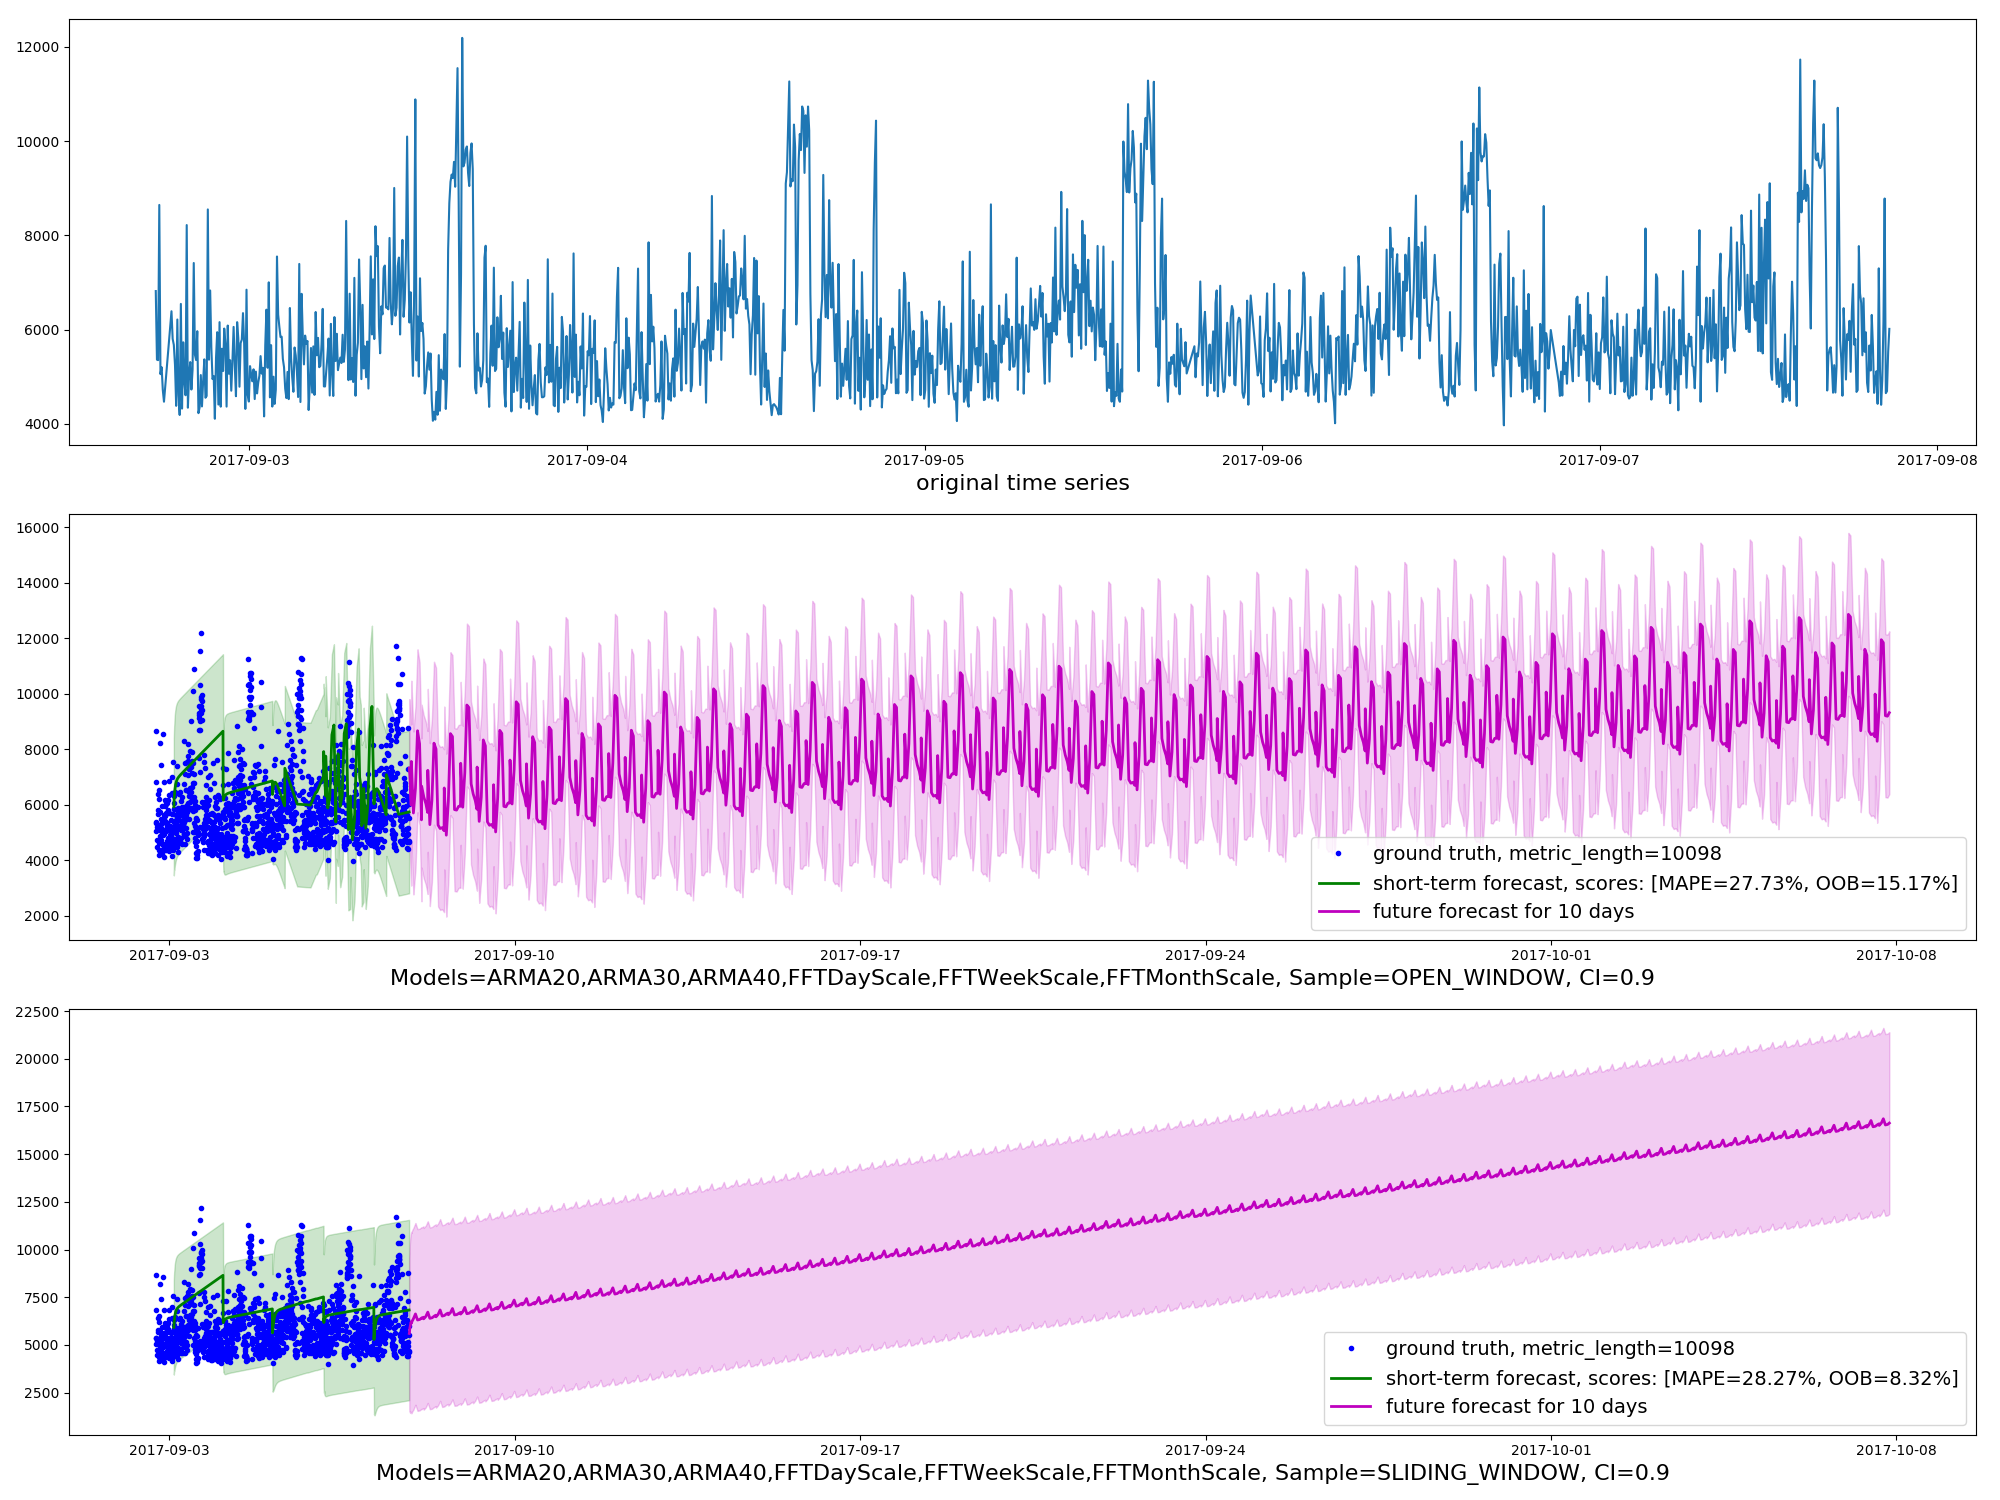 12000
10000
8000
6000
4000
2017-09-03 2017-09-04 2017-09-05 2017-09-06 2017-09-07 2017-09-08
original time series
16000
14000
12000
10000
8000
6000
4000
2000
ground truth, metric_length=10098
short-term forecast, scores: [MAPE=27.73%, OOB=15.17%]
future forecast for 10 days
2017-09-03 2017-09-10 2017-09-17 2017-09-24 2017-10-01 2017-10-08
Models=ARMA20,ARMA30,ARMA40,FFTDayScale,FFTWeekScale,FFTMonthScale, Sample=OPEN_WINDOW, CI=0.9
22500
20000
17500
15000
12500
10000
7500
5000
2500
ground truth, metric_length=10098
short-term forecast, scores: [MAPE=28.27%, OOB=8.32%]
future forecast for 10 days
2017-09-03 2017-09-10 2017-09-17 2017-09-24 2017-10-01 2017-10-08
Models=ARMA20,ARMA30,ARMA40,FFTDayScale,FFTWeekScale,FFTMonthScale, Sample=SLIDING_WINDOW, CI=0.9